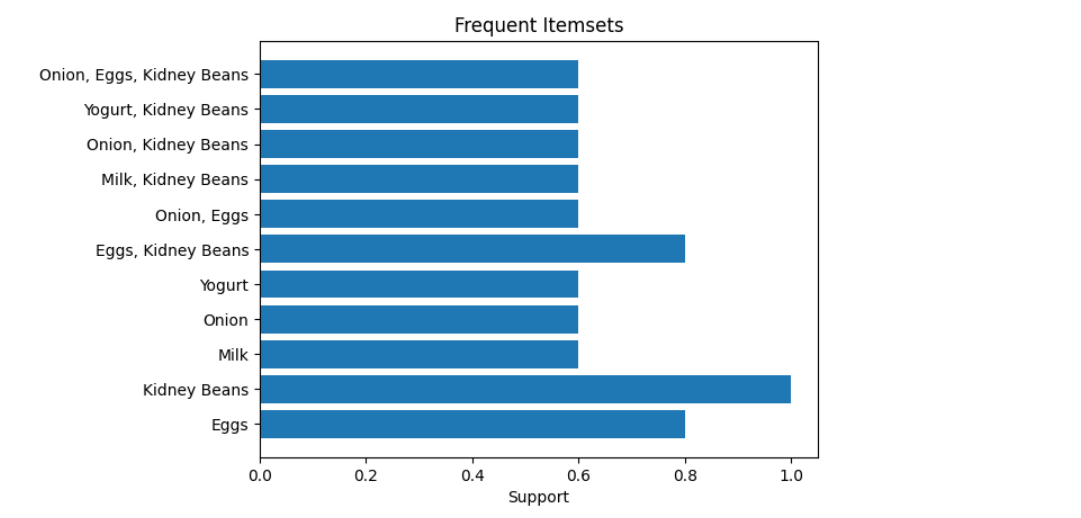 Frequent Itemsets
Onion, Eggs, Kidney Beans
Yogurt, Kidney Beans
Onion, Kidney Beans
Milk, Kidney Beans
Onion, Eggs
Eggs, Kidney Beans
Yogurt
Onion
Milk
Kidney Beans
Eggs
0.0 0.2 0.4 0.6 0.8 1.0
Support